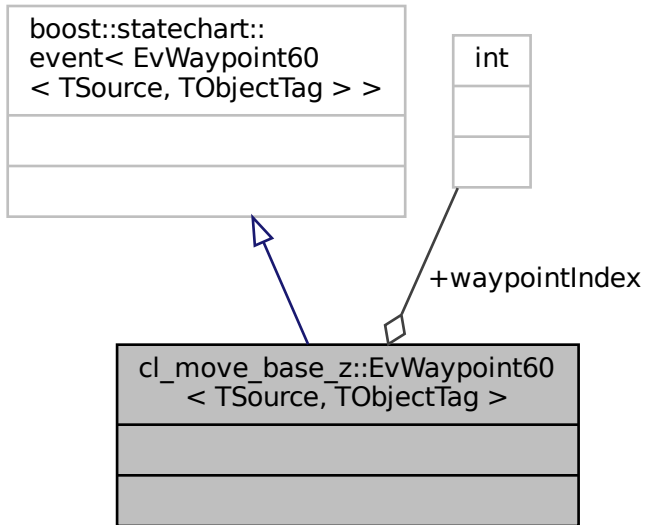 boost::statechart::
event< EvWaypoint60
< TSource, TObjectTag > >
int
+waypointIndex
cl_move_base_z::EvWaypoint60
< TSource, TObjectTag >